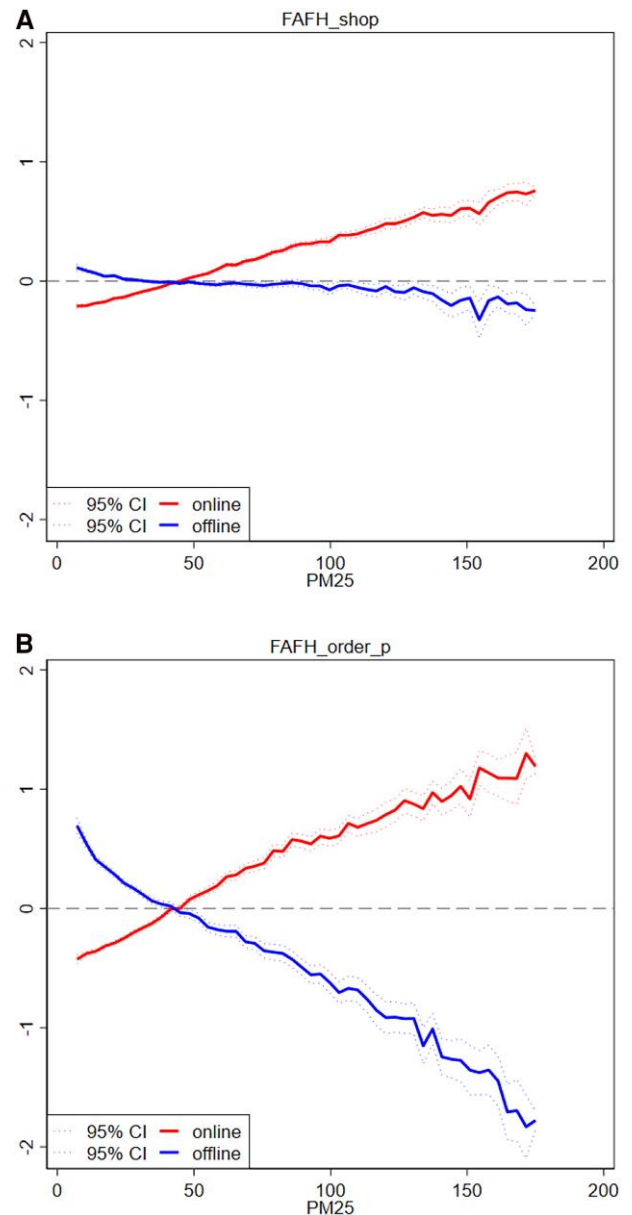 A
FAFH_shop
2
1
0
-1
-2
95% CI online
95% CI offline
0 50 100 150 200
PM25
B
FAFH_order_p
2
1
0
-1
-2
95% CI online
95% CI offline
0 50 100 150 200
PM25